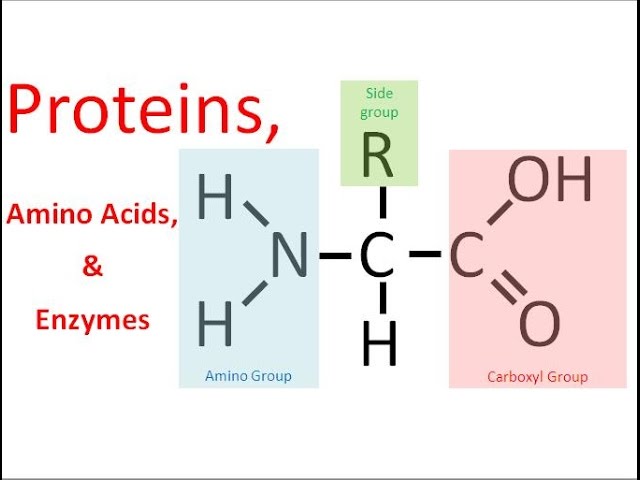 Proteins,
Amino Acids,
&
Enzymes
Side
group
R
H
OH
N
C
C
H
H
O
Amino Group
Carboxyl Group